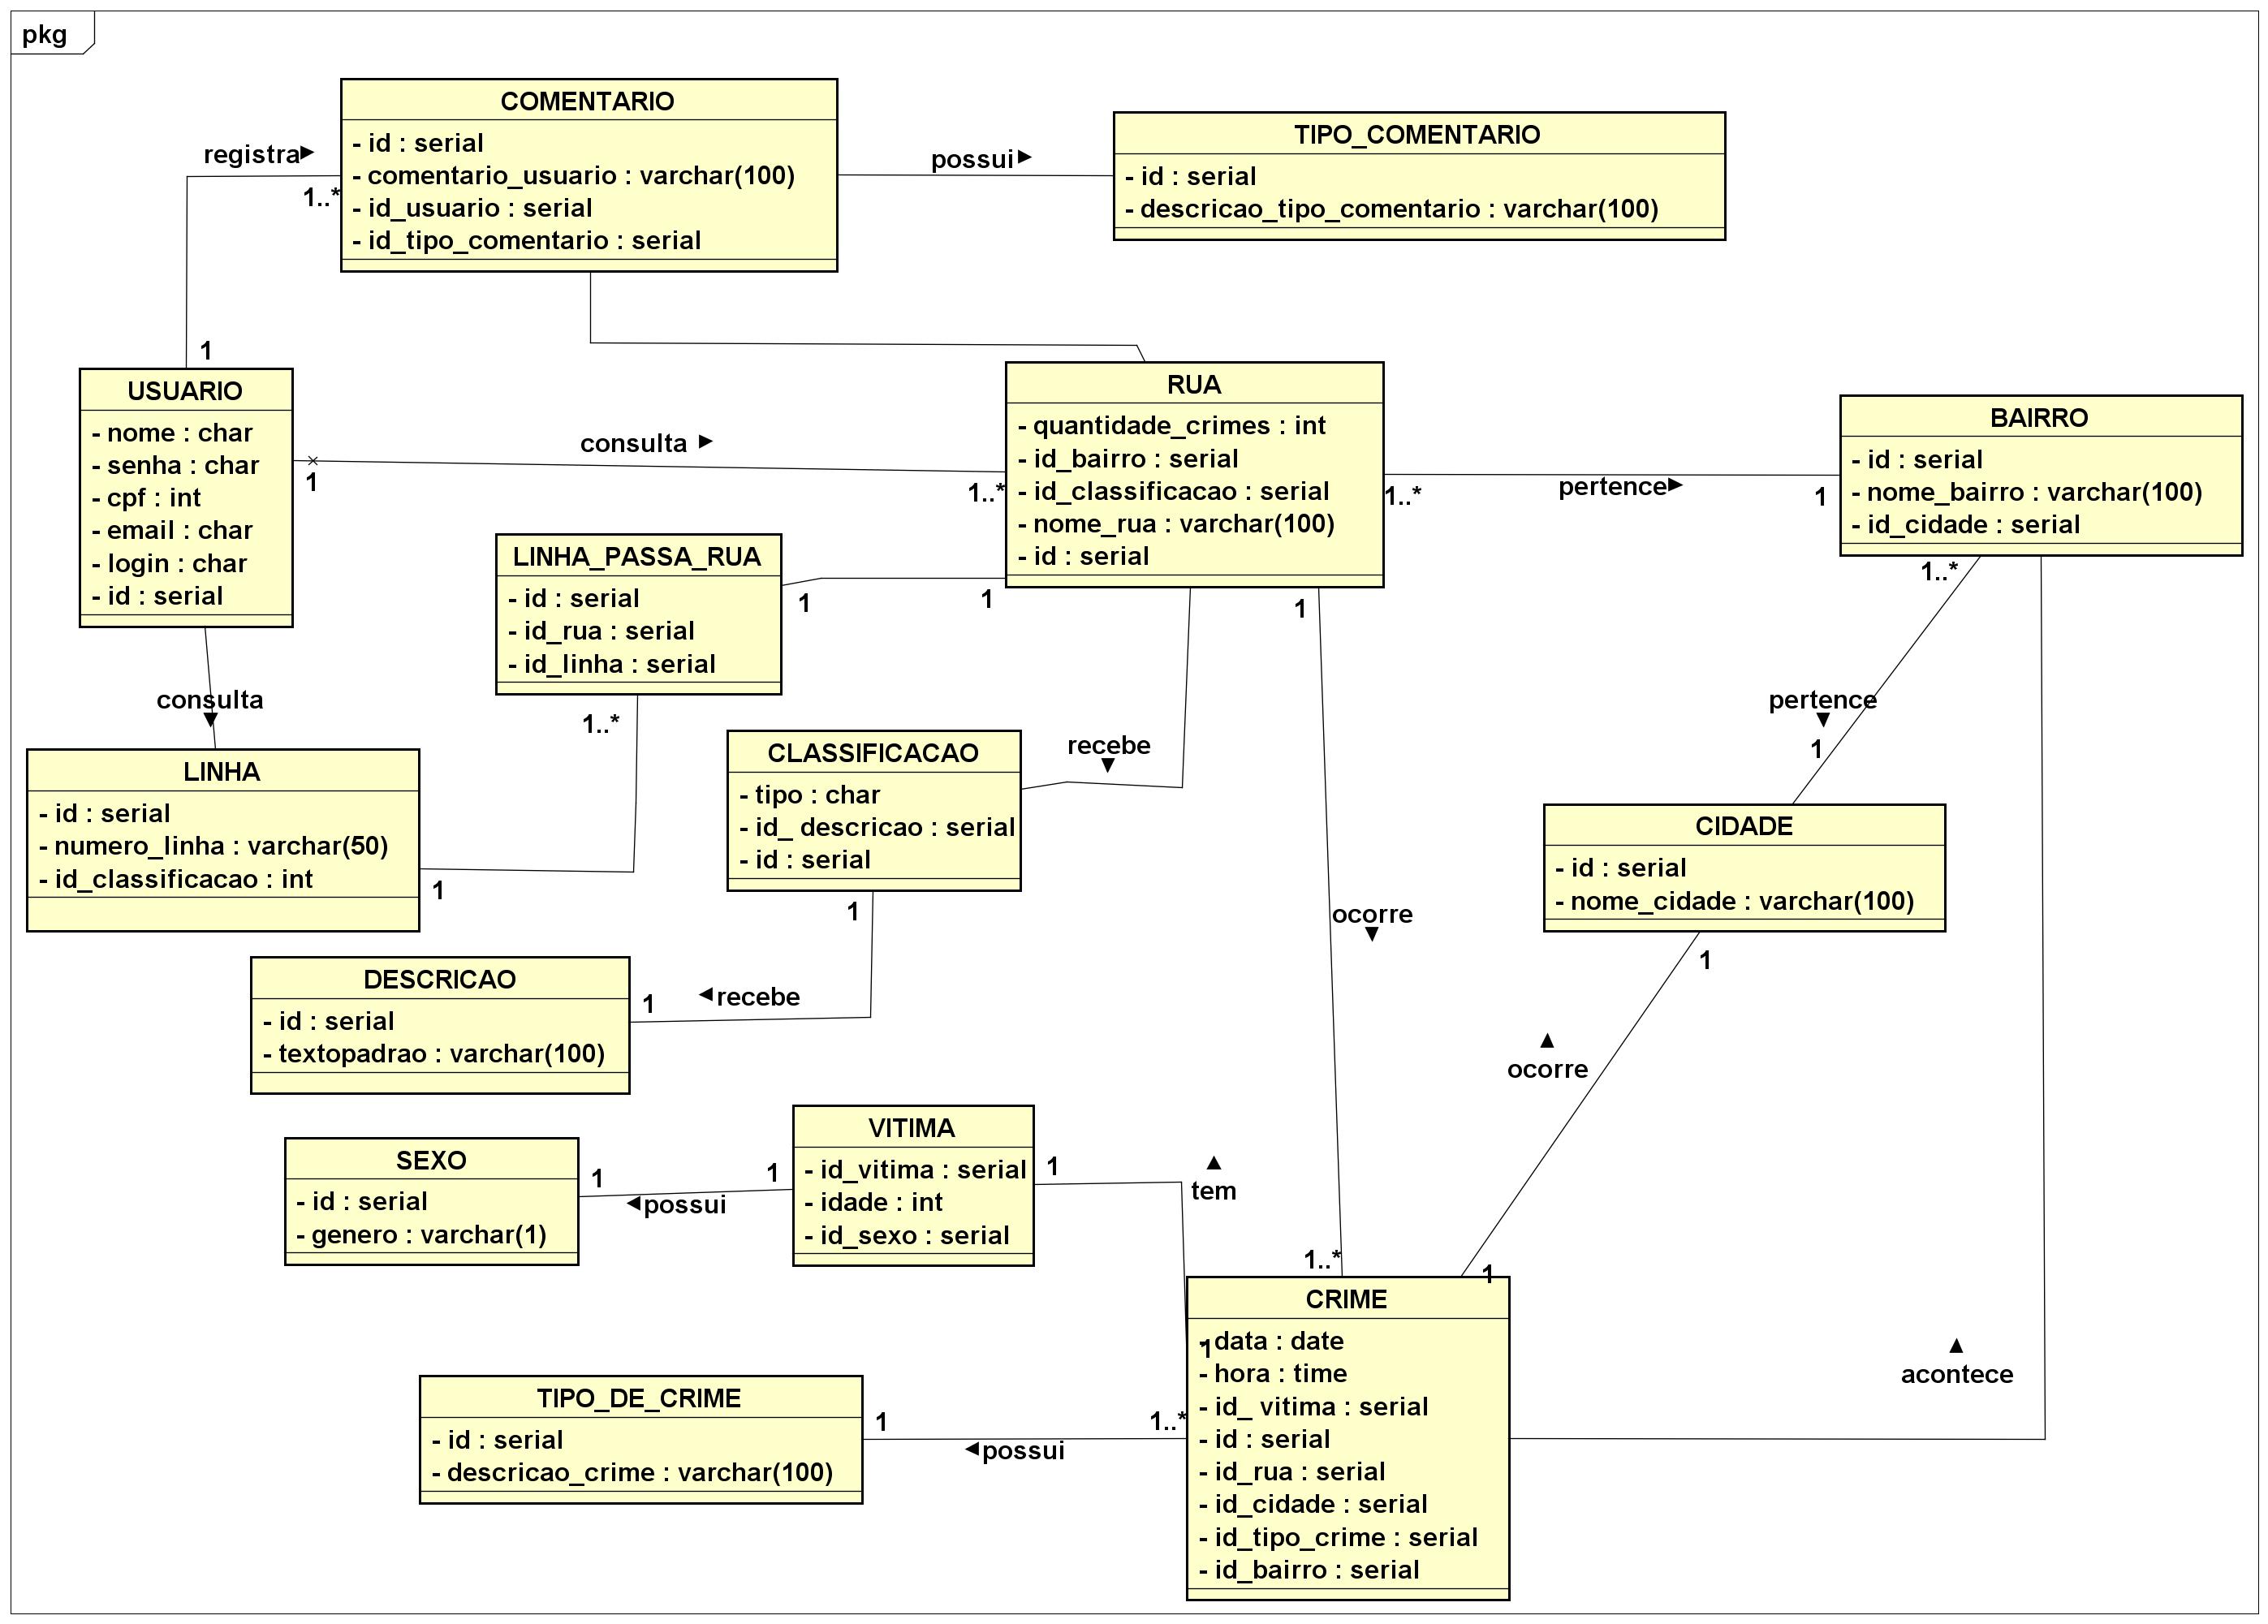 pkg
COMENTARIO
- id : serial
- comentario_usuario : varchar(100)
- id_usuario : serial
- id_tipo_comentario : serial
registra
1..*
1
possui
TIPO_COMENTARIO
- id : serial
- descricao_tipo_comentario : varchar(100)
USUARIO
- nome : char
- senha : char
- cpf : int
- email : char
- login : char
- id : serial
consulta
1
1..*
RUA
- quantidade_crimes : int
- id_bairro : serial
- id_classificacao : serial
- nome_rua : varchar(100)
- id : serial
1..*
pertence
1
BAIRRO
- id : serial
- nome_bairro : varchar(100)
- id_cidade : serial
LINHA_PASSA_RUA
- id : serial
- id_rua : serial
- id_linha : serial
1
1
1
1..*
1..*
consulta
pertence
1
LINHA
- id : serial
- numero_linha : varchar(50)
- id_classificacao : int
1
CLASSIFICACAO
- tipo : char
- id_ descricao : serial
- id : serial
recebe
1
CIDADE
- id : serial
- nome_cidade : varchar(100)
1
ocorre
DESCRICAO
- id : serial
- textopadrao : varchar(100)
1
recebe
ocorre
SEXO
- id : serial
- genero : varchar(1)
1
possui
1
VITIMA
- id_vitima : serial
- idade : int
- id_sexo : serial
1
tem
1..*
1
CRIME
- data : date
- hora : time
- id_ vitima : serial
- id : serial
- id_rua : serial
- id_cidade : serial
- id_tipo_crime : serial
- id_bairro : serial
1
acontece
TIPO_DE_CRIME
- id : serial
- descricao_crime : varchar(100)
1
possui
1..*